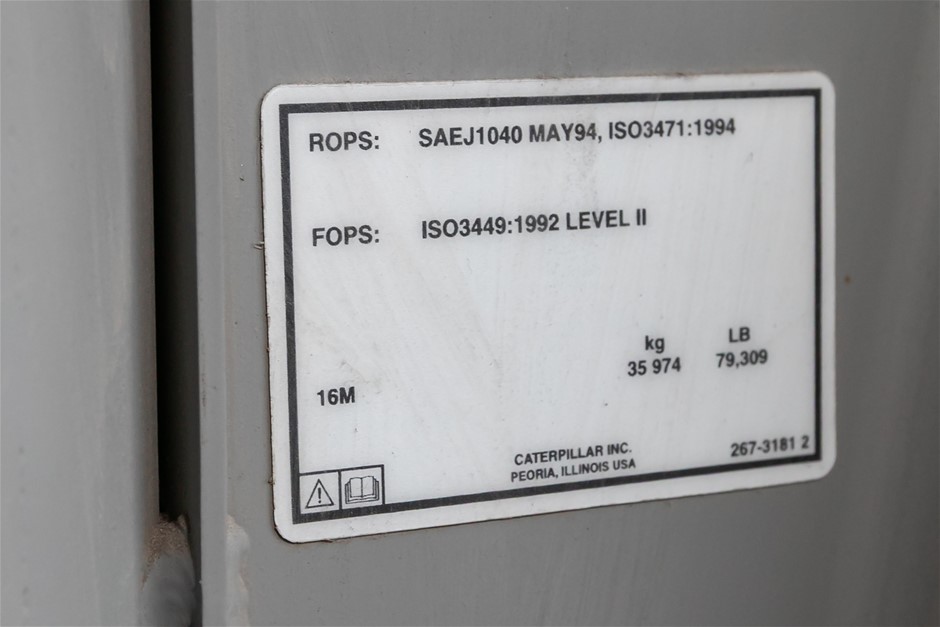 ROPS: SAEJ1040 MAY94, ISO3471:1994
FOPS: ISO3449:1992 LEVEL II
kg LB
35 974 79,309
16M
CATERPILLAR INC.
PEORIA, ILLINOIS USA
267-3181 2